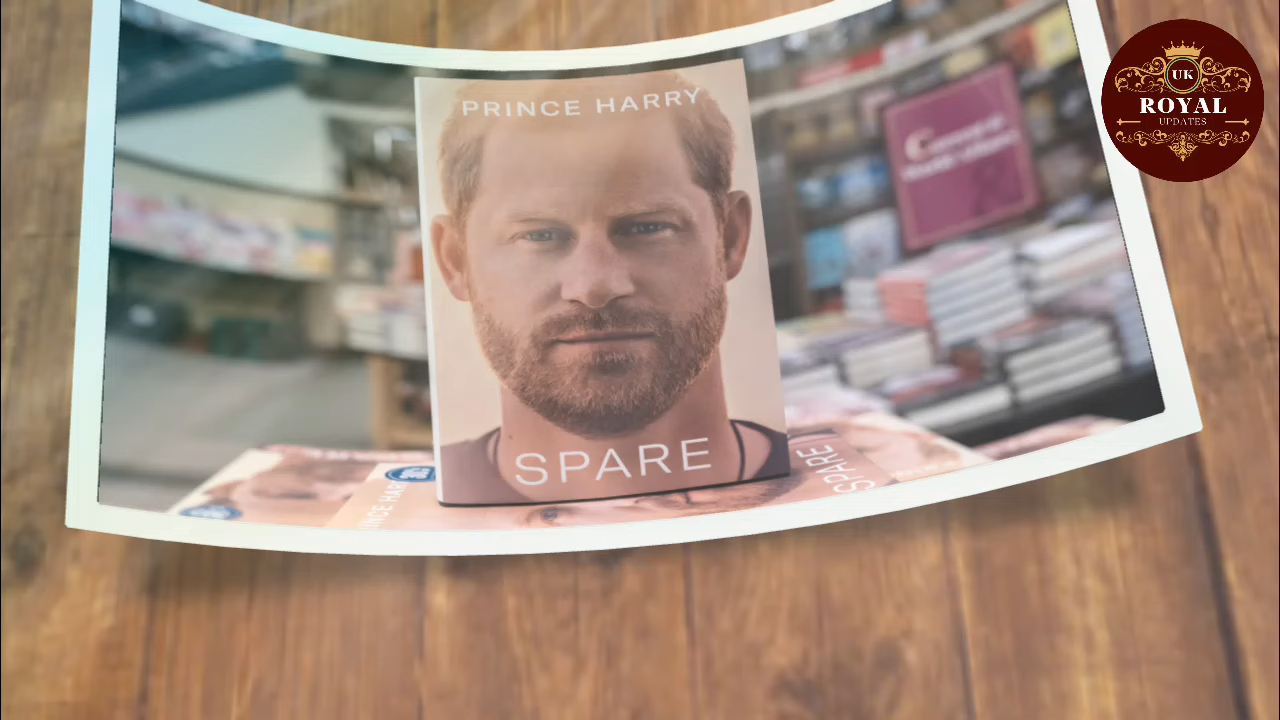 PRINCE HARRY
SPARE
UK
ROYAL
UPDATES
SPARE